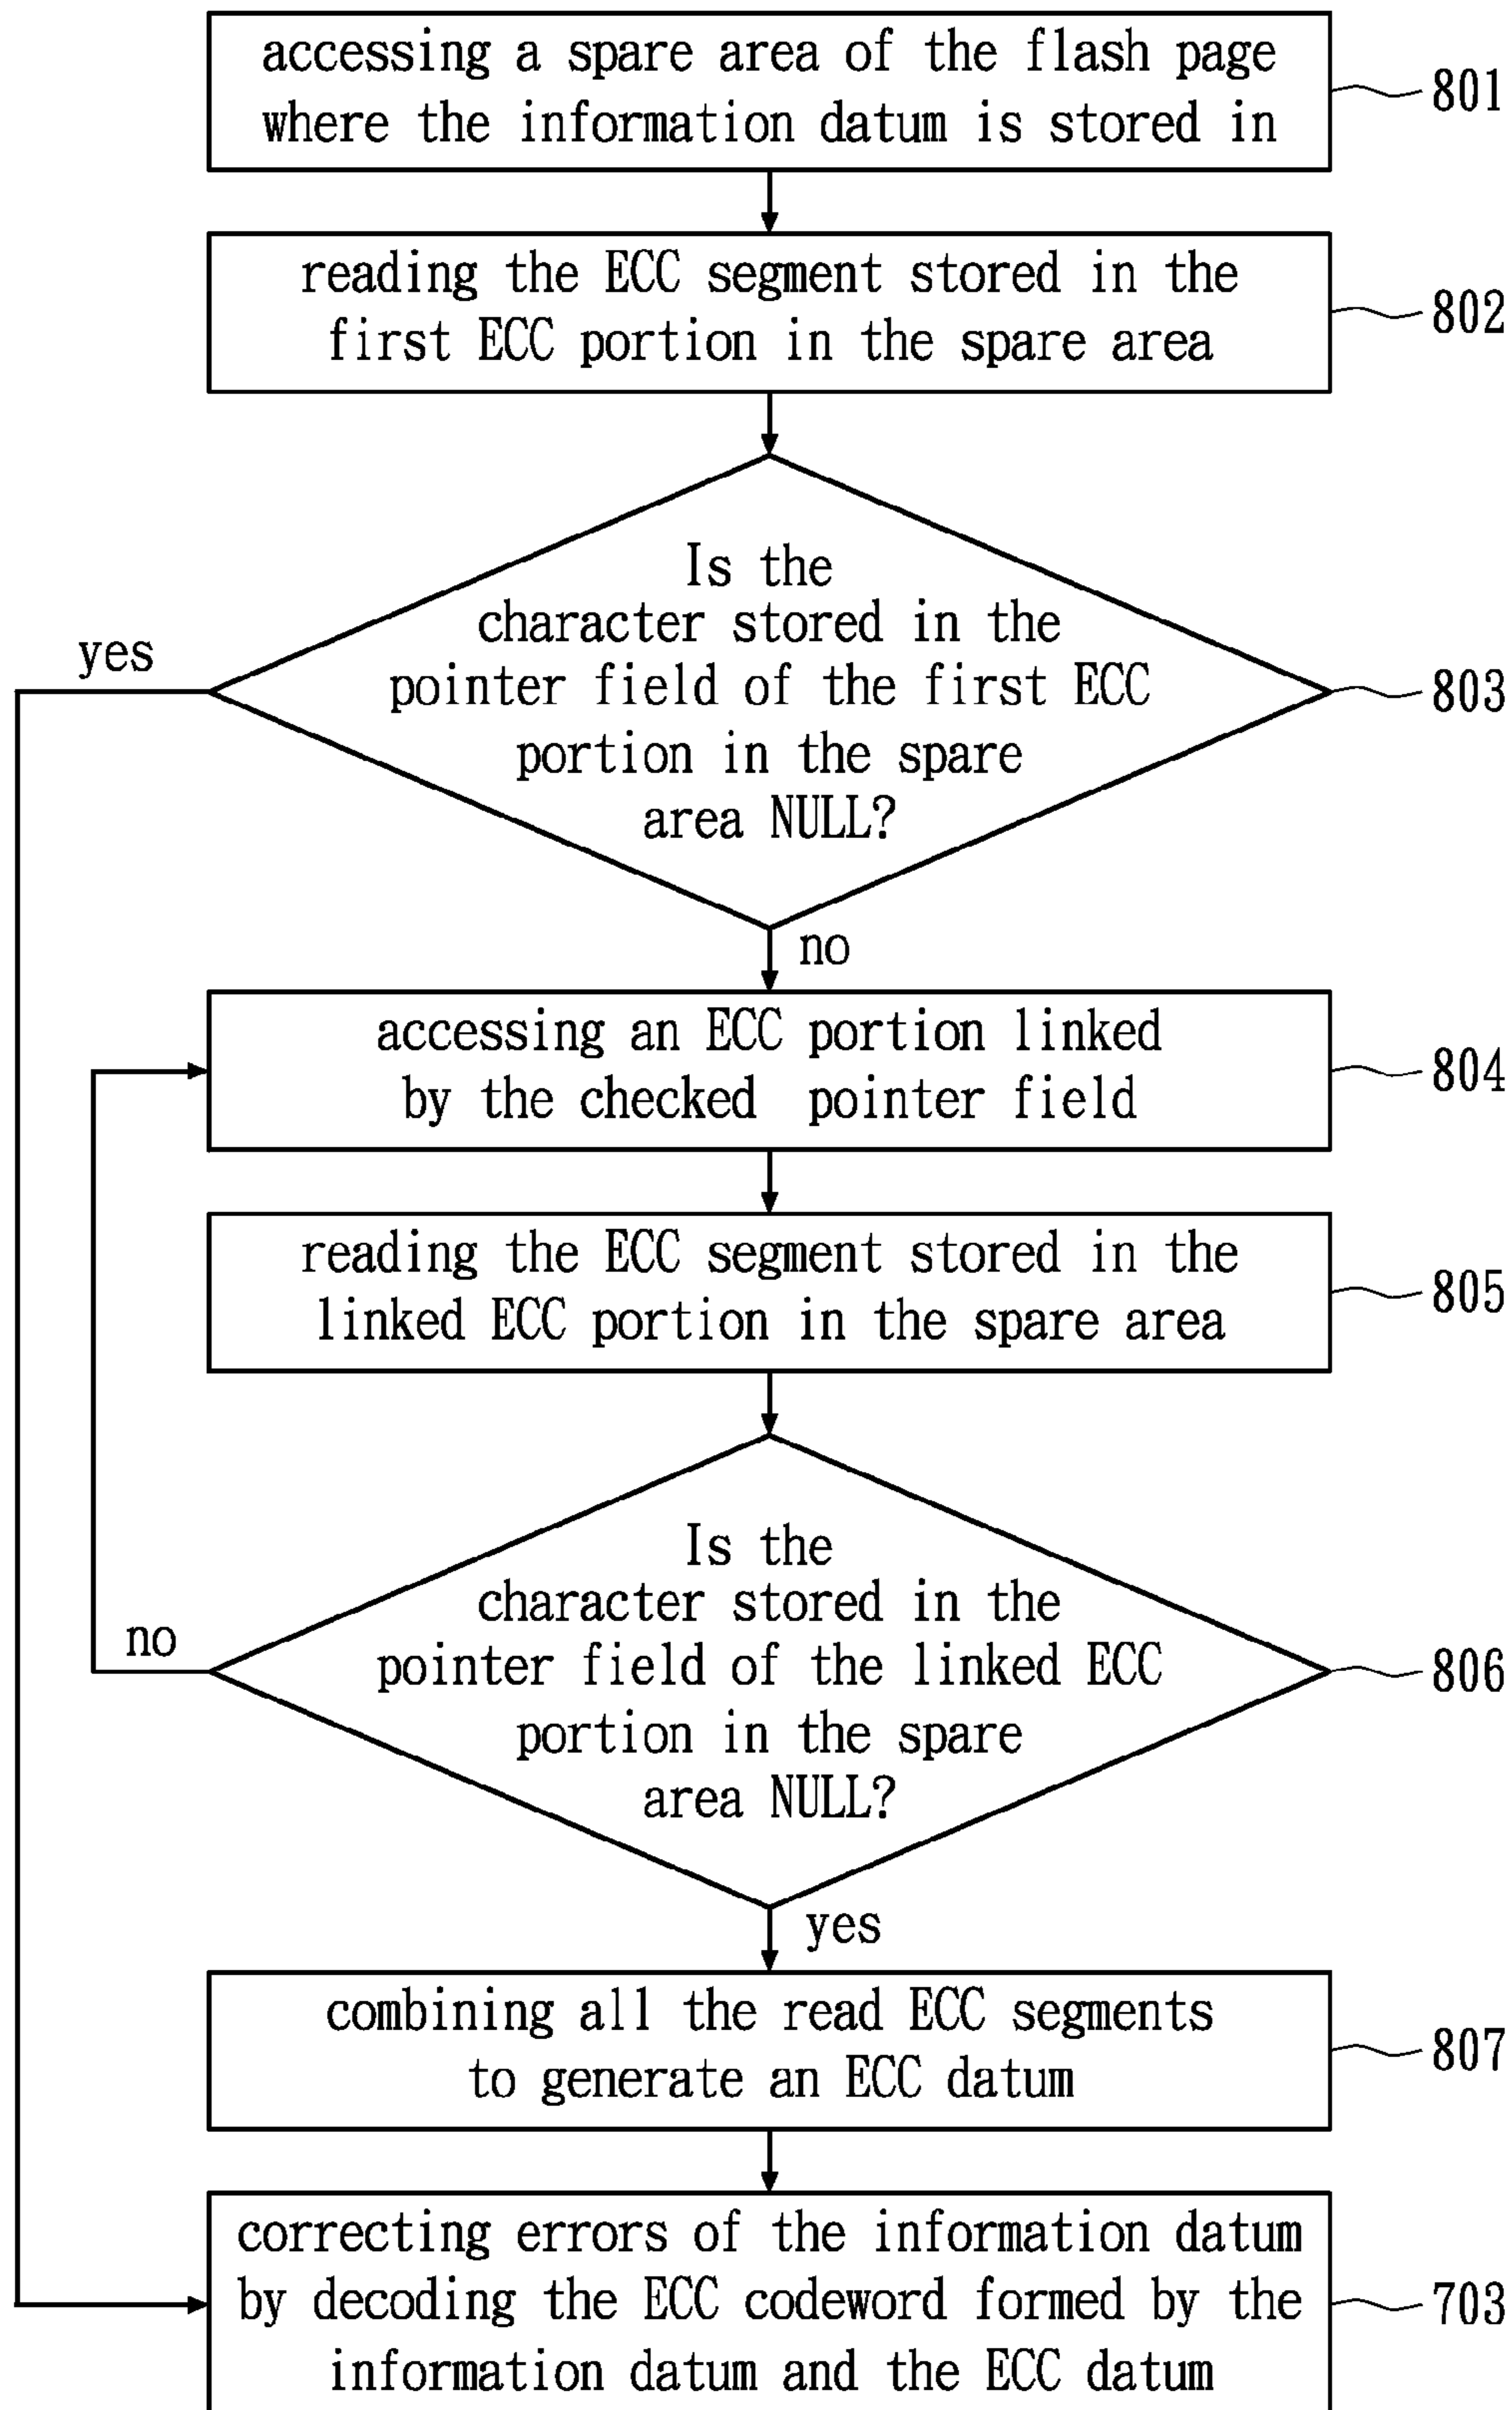 accessing a spare area of the flash page
where the information datum is stored in
801
reading the ECC segment stored in the
first ECC portion in the spare area
802
Is the
character stored in the
pointer field of the first ECC
portion in the spare
area NULL?
yes
803
no
accessing an ECC portion linked
by the checked pointer field
804
reading the ECC segment stored in the
linked ECC portion in the spare area
805
Is the
character stored in the
pointer field of the linked ECC
portion in the spare
area NULL?
no
806
yes
combining all the read ECC segments
to generate an ECC datum
807
correcting errors of the information datum
by decoding the ECC codeword formed by the
information datum and the ECC datum
703